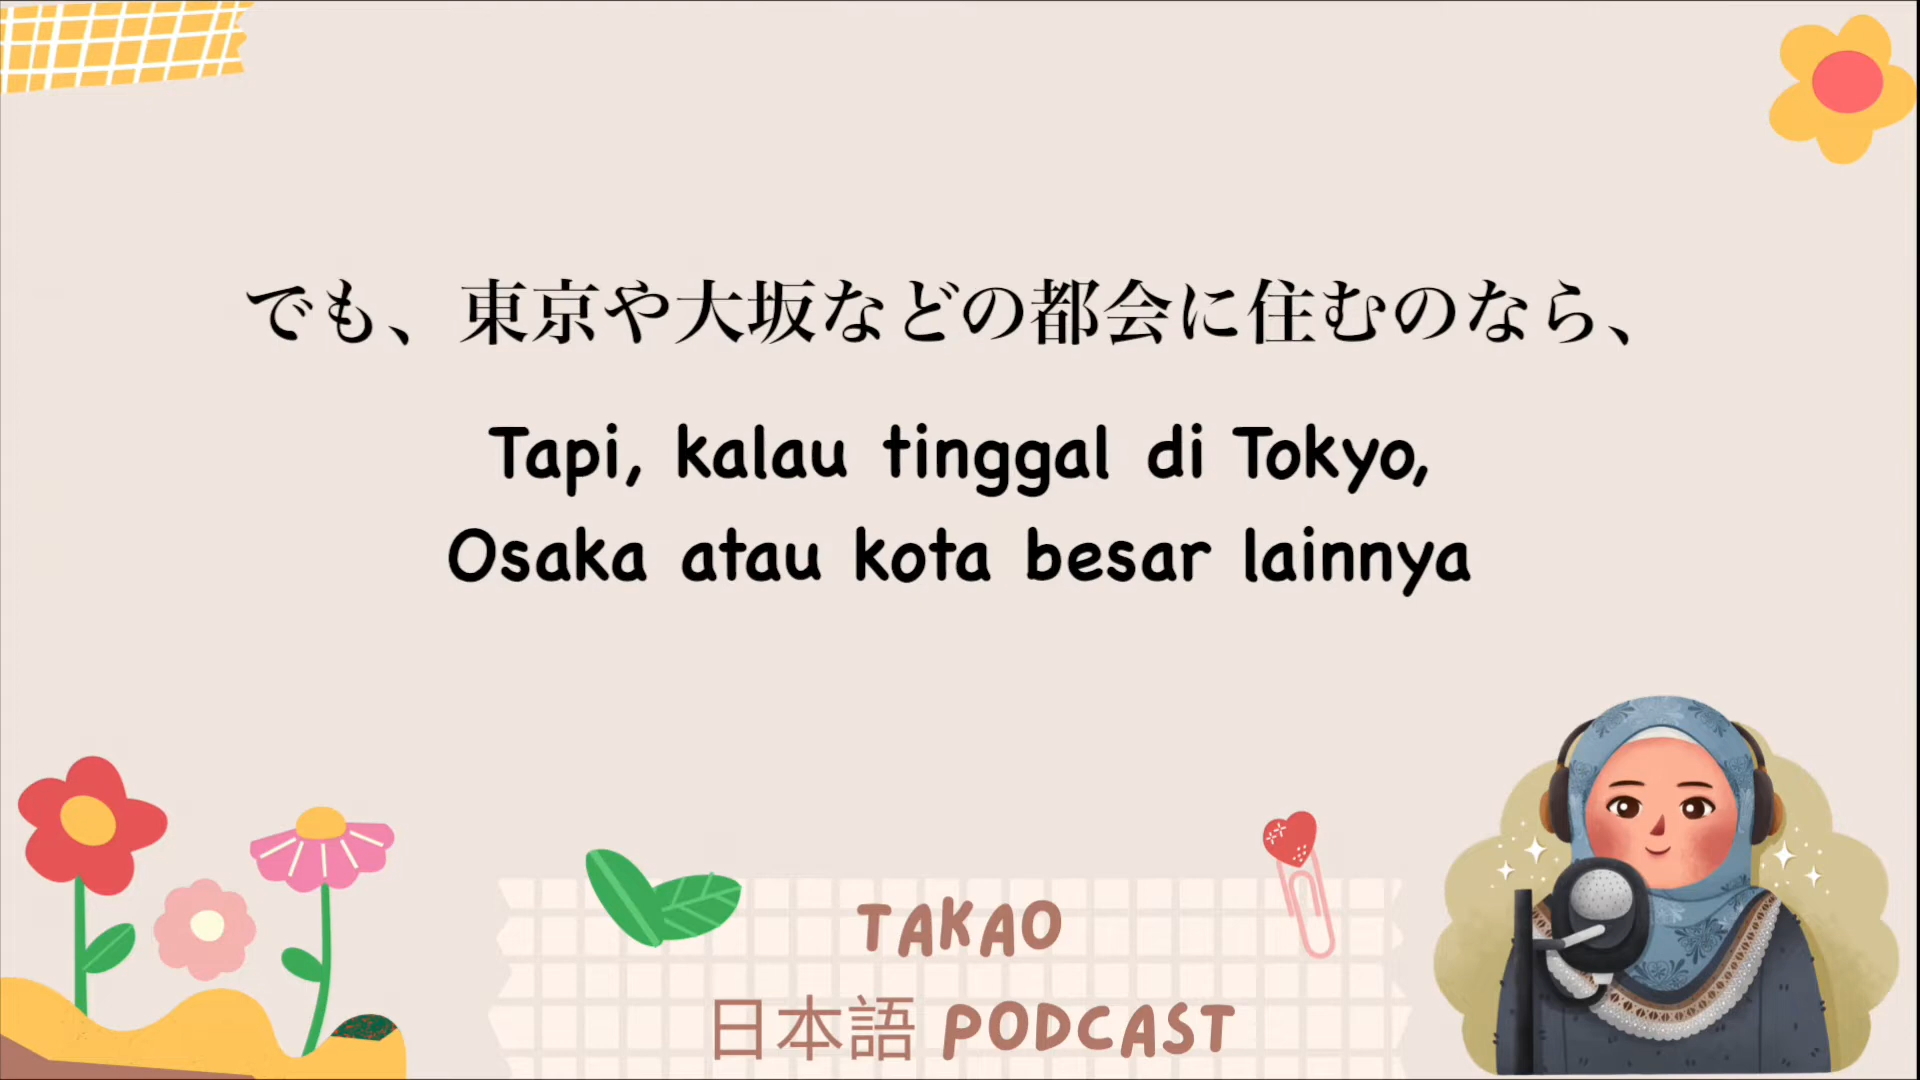 でも、東京や大坂などの都会に住むのなら、
Tapi, kalau tinggal di Tokyo,
Osaka atau kota besar lainnya
TAKAO
日本語 PODCAST